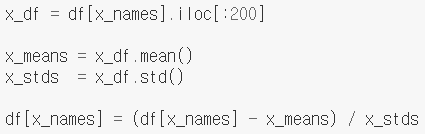 x_df = df[x_names].iloc[:200]
x_means = x_df.mean()
x_stds  = x_df.std()
df[x_names] = (df[x_names] - x_means) / x_stds